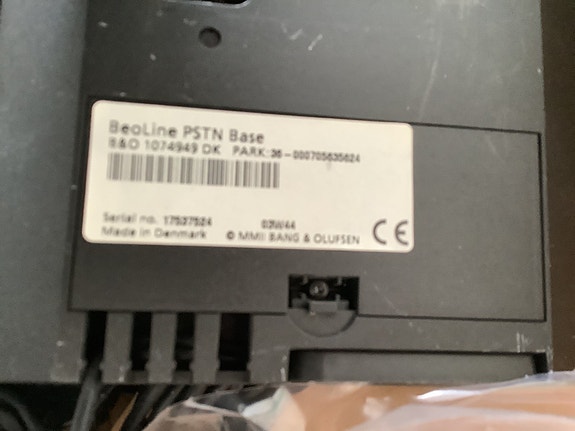 BeoLine PSTN Base
B&O 1074949 DK PARK:36-000705635624
Serial no. 17537524 03W44
Made in Denmark © MMII BANG & OLUFSEN CE